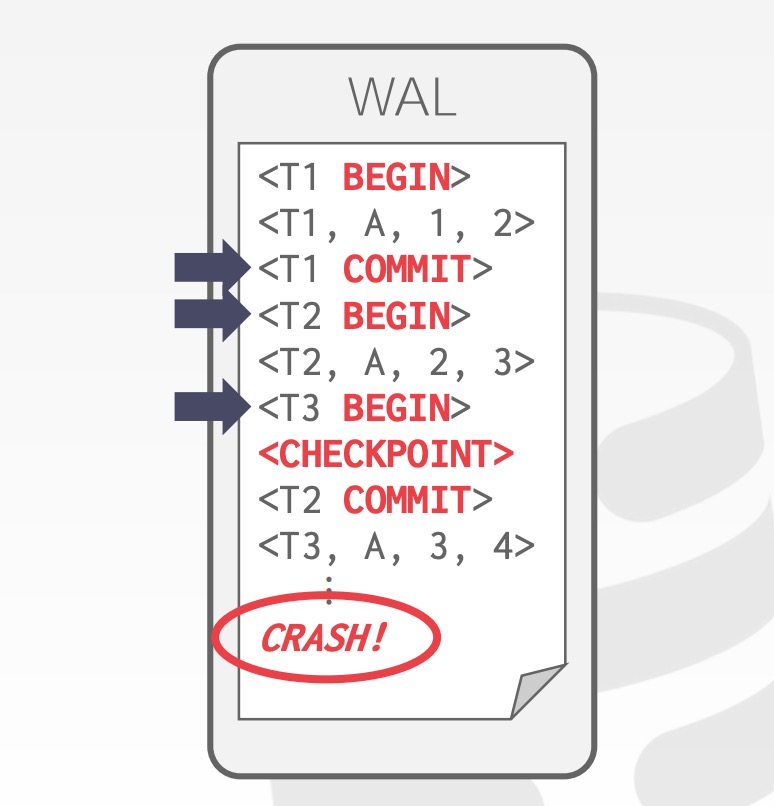 WAL
<T1 BEGIN>
<T1, A, 1, 2>
<T1 COMMIT>
<T2 BEGIN>
<T2, A, 2, 3>
<T3 BEGIN>
<CHECKPOINT>
<T2 COMMIT>
<T3, A, 3, 4>
⋮
CRASH!